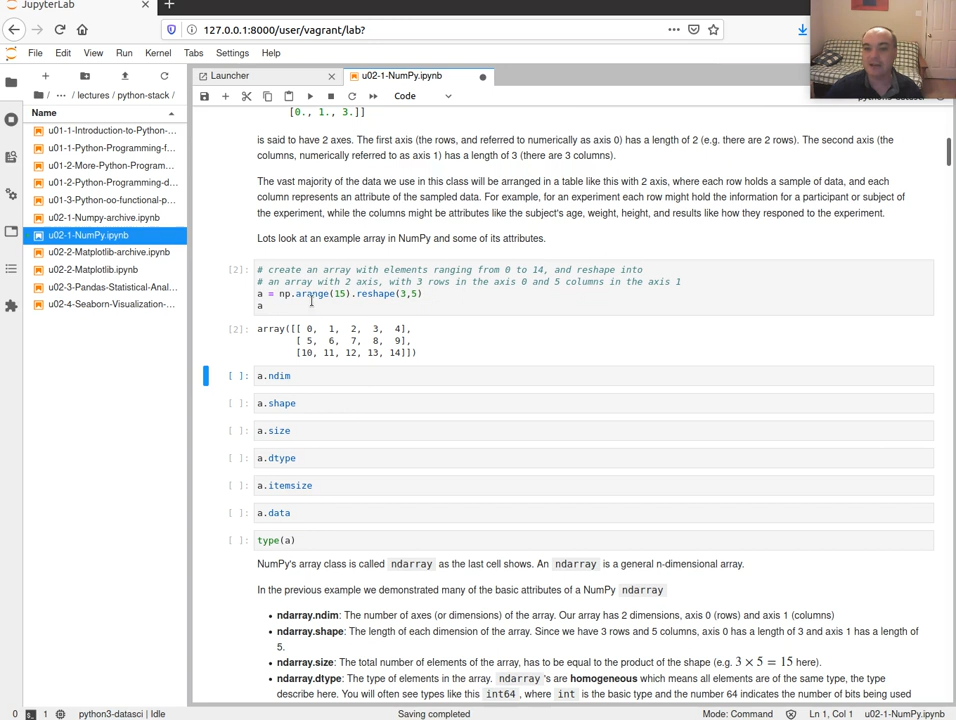 JupyterLab
127.0.0.1:8000/user/vagrant/lab?
File Edit View Run Kernel Tabs Settings Help
/ ··· / lectures / python-stack /
Name
u01-1-Introduction-to-Python-...
u01-1-Python-Programming-f...
u01-2-More-Python-Program...
u01-2-Python-Programming-d...
u01-3-Python-oo-functional-p...
u02-1-Numpy-archive.ipynb
u02-1-NumPy.ipynb
u02-2-Matplotlib-archive.ipynb
u02-2-Matplotlib.ipynb
u02-3-Pandas-Statistical-Anal...
u02-4-Seaborn-Visualization-...
Launcher
u02-1-NumPy.ipynb
Code
[0., 1., 3.]]
is said to have 2 axes. The first axis (the rows, and referred to numerically as axis 0) has a length of 2 (e.g. there are 2 rows). The second axis (the
columns, numerically referred to as axis 1) has a length of 3 (there are 3 columns).
The vast majority of the data we use in this class will be arranged in a table like this with 2 axis, where each row holds a sample of data, and each
column represents an attribute of the sampled data. For example, for an experiment each row might hold the information for a participant or subject of
the experiment, while the columns might be attributes like the subject's age, weight, height, and results like how they responded to the experiment.
Lots look at an example array in NumPy and some of its attributes.
[2]: # create an array with elements ranging from 0 to 14, and reshape into
# an array with 2 axis, with 3 rows in the axis 0 and 5 columns in the axis 1
a = np.arange(15).reshape(3,5)
a
[2]: array([[ 0, 1, 2, 3, 4],
[ 5, 6, 7, 8, 9],
[10, 11, 12, 13, 14]])
[ ]: a.ndim
[ ]: a.shape
[ ]: a.size
[ ]: a.dtype
[ ]: a.itemsize
[ ]: a.data
[ ]: type(a)
NumPy's array class is called ndarray as the last cell shows. An ndarray is a general n-dimensional array.
In the previous example we demonstrated many of the basic attributes of a NumPy ndarray
• ndarray.ndim: The number of axes (or dimensions) of the array. Our array has 2 dimensions, axis 0 (rows) and axis 1 (columns)
• ndarray.shape: The length of each dimension of the array. Since we have 3 rows and 5 columns, axis 0 has a length of 3 and axis 1 has a length of
5.
• ndarray.size: The total number of elements of the array, has to be equal to the product of the shape (e.g. 3 × 5 = 15 here).
• ndarray.dtype: The type of elements in the array. ndarray 's are homogeneous which means all elements are of the same type, the type
describe here. You will often see types like this int64 , where int is the basic type and the number 64 indicates the number of bits being used
0 1 python3-datasci | Idle Saving completed Mode: Command Ln 1, Col 1 u02-1-NumPy.ipynb